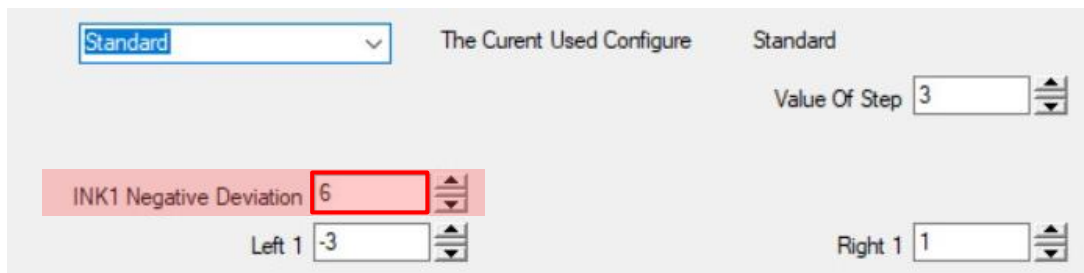 Standard The Curent Used Configure Standard
Value Of Step 3
INK1 Negative Deviation 6
Left 1 -3 Right 1 1